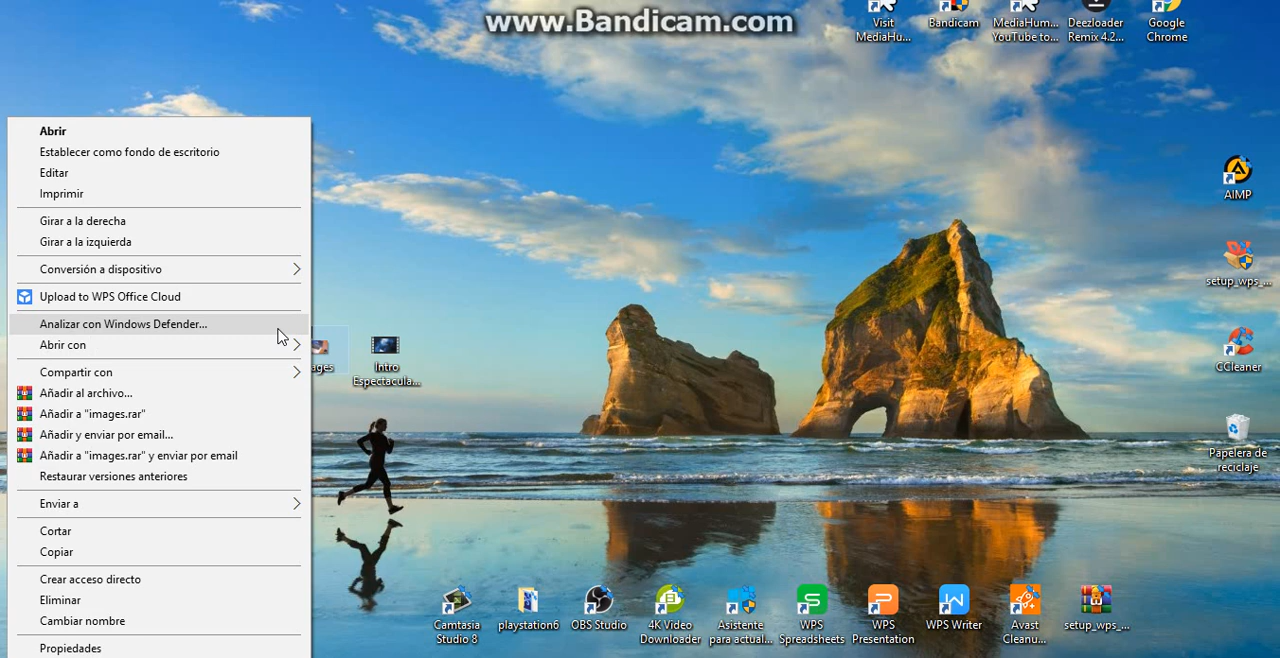 www.Bandicam.com
Visit
MediaHu...
Bandicam
MediaHum...
YouTube to...
Deezloader
Remix 4.2...
Google
Chrome
Abrir
Establecer como fondo de escritorio
Editar
Imprimir
Girar a la derecha
Girar a la izquierda
Conversión a dispositivo
Upload to WPS Office Cloud
Analizar con Windows Defender...
Abrir con
Compartir con
Añadir al archivo...
Añadir a "images.rar"
Añadir y enviar por email...
Añadir a "images.rar" y enviar por email
Restaurar versiones anteriores
Enviar a
Cortar
Copiar
Crear acceso directo
Eliminar
Cambiar nombre
Propiedades
ages
Intro
Espectacula...
AIMP
setup_wps_...
CCleaner
Papelera de
reciclaje
Camtasia
Studio 8
playstation6
OBS Studio
4K Video
Downloader
Asistente
para actual...
WPS
Spreadsheets
WPS
Presentation
WPS Writer
Avast
Cleanu...
setup_wps_...